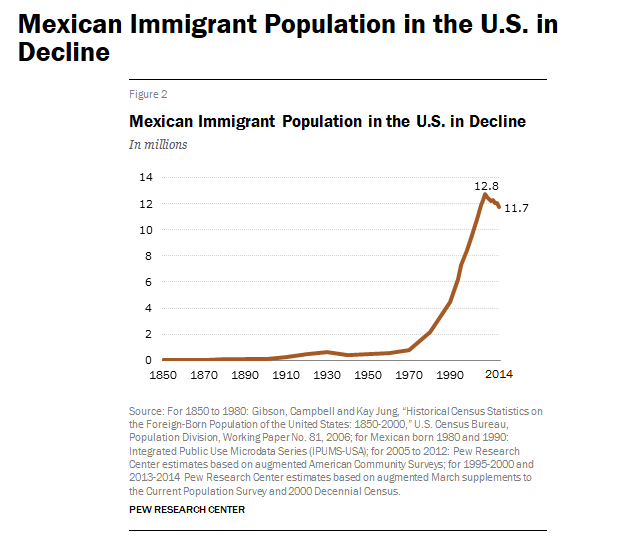 Mexican Immigrant Population in the U.S. in
Decline
Figure 2
Mexican Immigrant Population in the U.S. in Decline
In millions
14
12
10
8
6
4
2
0
12.8
11.7
1850 1870 1890 1910 1930 1950 1970 1990 2014
Source: For 1850 to 1980: Gibson, Campbell and Kay Jung, “Historical Census Statistics on
the Foreign-Born Population of the United States: 1850-2000,” U.S. Census Bureau,
Population Division, Working Paper No. 81, 2006; for Mexican born 1980 and 1990:
Integrated Public Use Microdata Series (IPUMS-USA); for 2005 to 2012: Pew Research
Center estimates based on augmented American Community Surveys; for 1995-2000 and
2013-2014 Pew Research Center estimates based on augmented March supplements to
the Current Population Survey and 2000 Decennial Census.
PEW RESEARCH CENTER